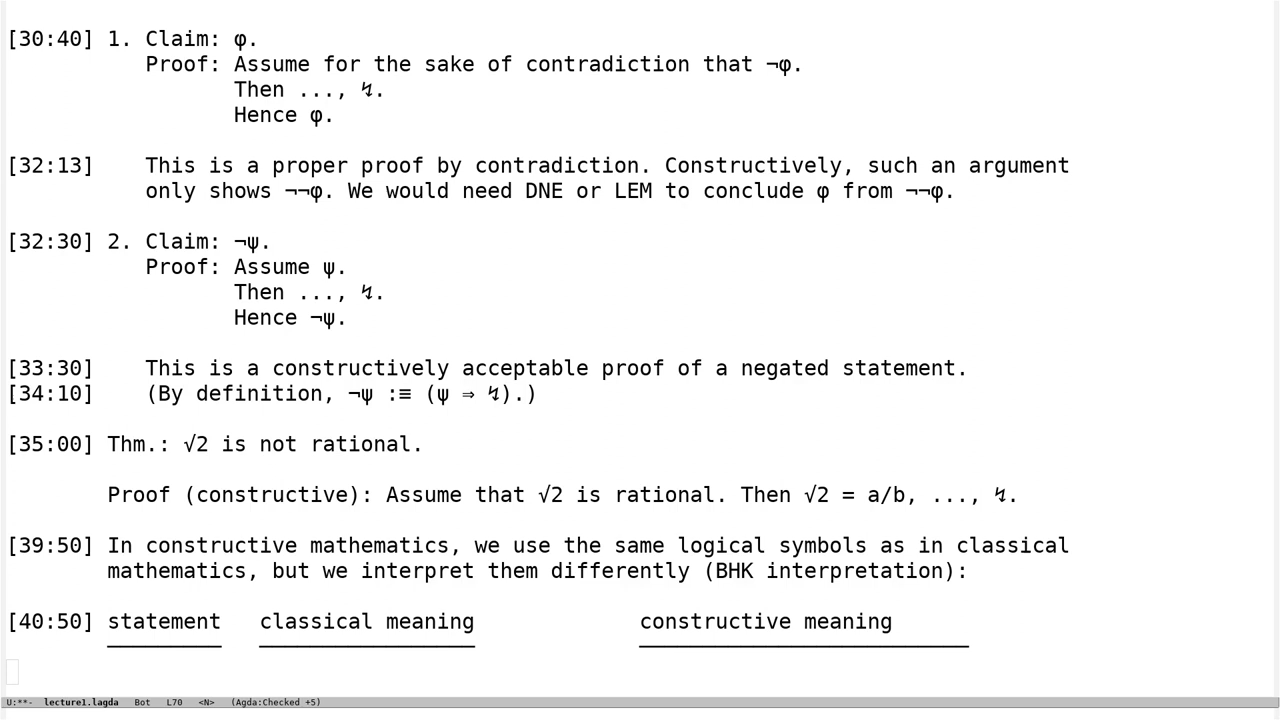 [30:40] 1. Claim: φ.
Proof: Assume for the sake of contradiction that ¬φ.
Then ..., ↯.
Hence φ.
[32:13] This is a proper proof by contradiction. Constructively, such an argument
only shows ¬¬φ. We would need DNE or LEM to conclude φ from ¬¬φ.
[32:30] 2. Claim: ¬ψ.
Proof: Assume ψ.
Then ..., ↯.
Hence ¬ψ.
[33:30] This is a constructively acceptable proof of a negated statement.
[34:10] (By definition, ¬ψ :≡ (ψ ⇒ ↯).)
[35:00] Thm.: √2 is not rational.
Proof (constructive): Assume that √2 is rational. Then √2 = a/b, ..., ↯.
[39:50] In constructive mathematics, we use the same logical symbols as in classical
mathematics, but we interpret them differently (BHK interpretation):
[40:50] statement classical meaning constructive meaning
U:**- lecture1.lagda Bot L70 <N> (Agda:Checked +5)